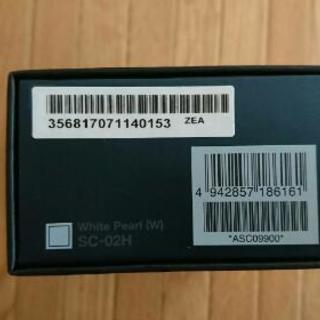 356817071140153 ZEA
4 942857 186161
White Pearl (W)
SC-02H
*ASC09900*